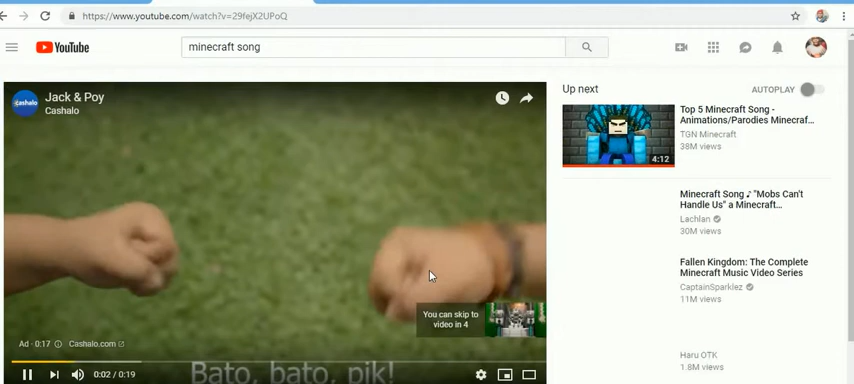 https://www.youtube.com/watch?v=29fejX2UPoQ
YouTube
minecraft song
cashalo
Jack & Poy
Cashalo
You can skip to
video in 4
Ad · 0:17
Cashalo.com
Bato, bato, pik!
0:02 / 0:19
Up next
AUTOPLAY
4:12
Top 5 Minecraft Song -
Animations/Parodies Minecraf...
TGN Minecraft
38M views
Minecraft Song ♪ "Mobs Can't
Handle Us" a Minecraft...
Lachlan
30M views
Fallen Kingdom: The Complete
Minecraft Music Video Series
CaptainSparklez
11M views
Haru OTK
1.8M views